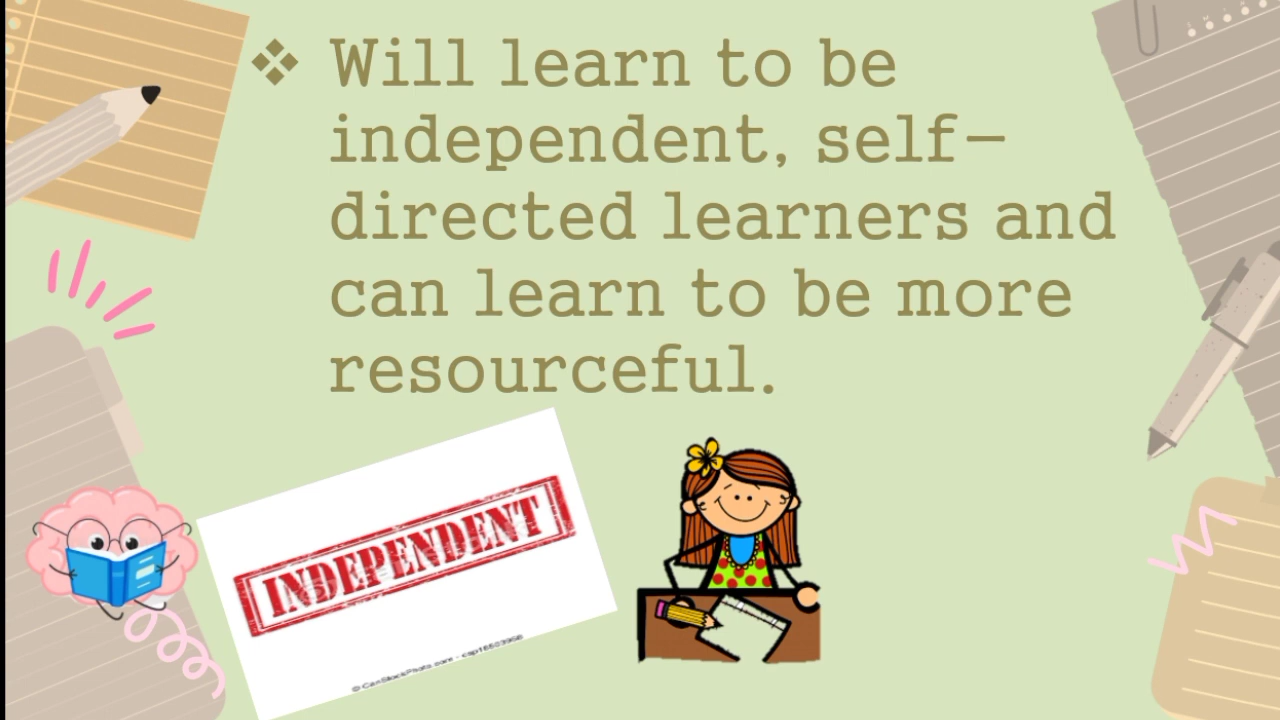 ❖ Will learn to be
independent, self-
directed learners and
can learn to be more
resourceful.
INDEPENDENT